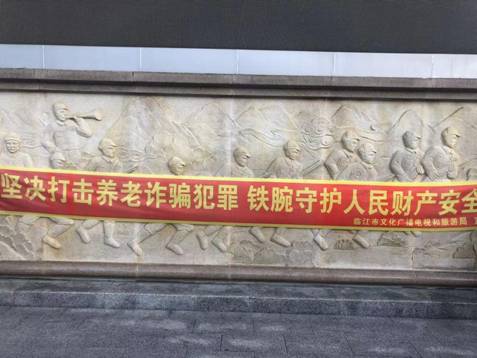 坚决打击养老诈骗犯罪 铁腕守护人民财产安全
临江市文化广播电视和旅游局